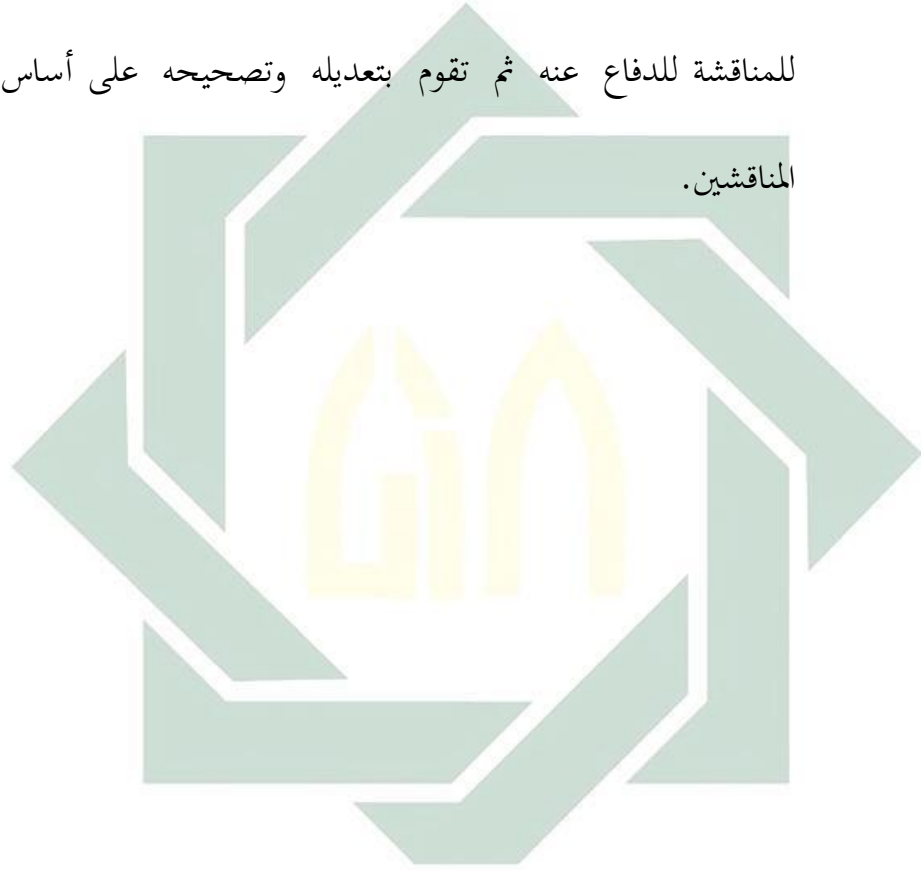 للمناقشة للدفاع عنه ثم تقوم بتعديله وتصحيحه على أساس
المناقشين.